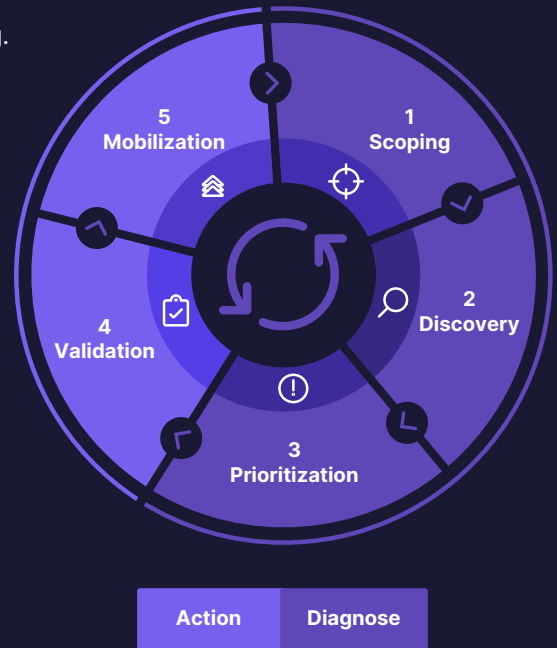 1
Scoping
2
Discovery
3
Prioritization
4
Validation
5
Mobilization
Action
Diagnose